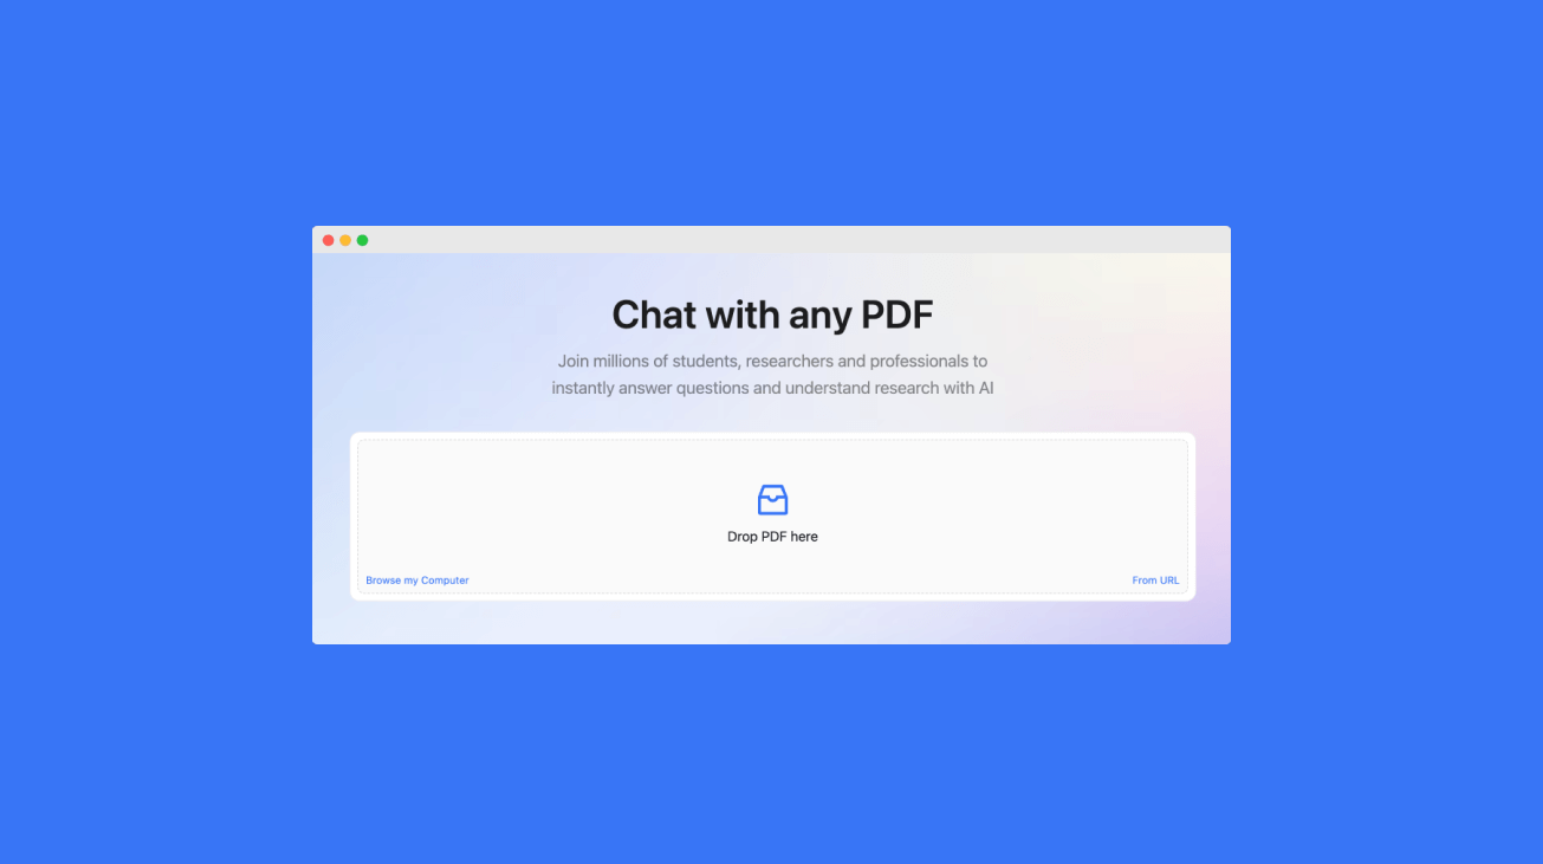 Chat with any PDF
Join millions of students, researchers and professionals to
instantly answer questions and understand research with AI
Drop PDF here
Browse my Computer
From URL